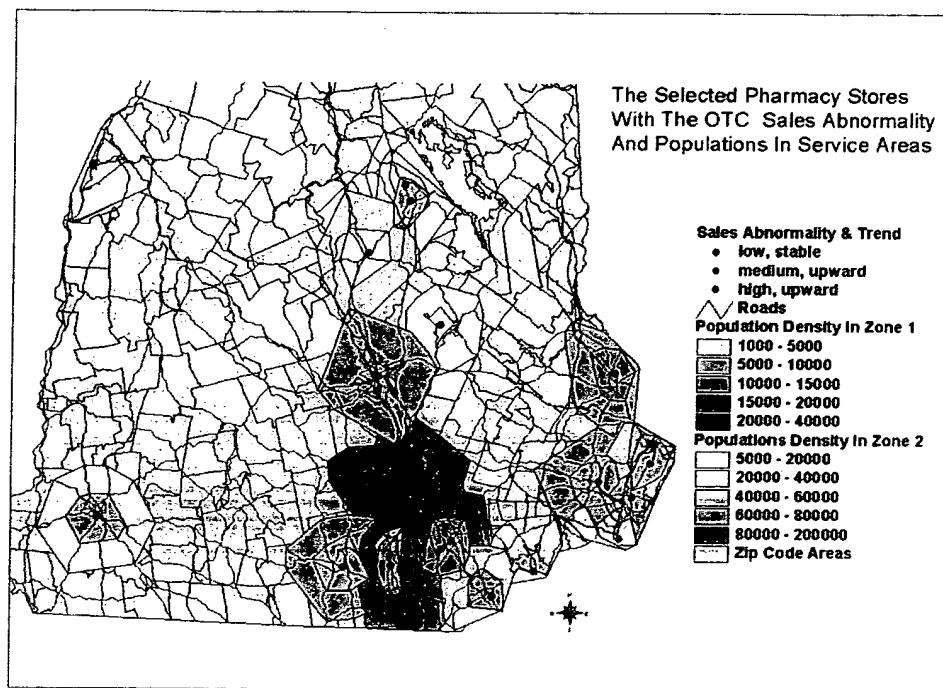 The Selected Pharmacy Stores
With The OTC Sales Abnormality
And Populations In Service Areas
Sales Abnormality & Trend
low, stable
medium, upward
high, upward
Roads
Population Density In Zone 1
1000 - 5000
5000 - 10000
10000 - 15000
15000 - 20000
20000 - 40000
Populations Density In Zone 2
5000 - 20000
20000 - 40000
40000 - 60000
60000 - 80000
80000 - 200000
Zip Code Areas